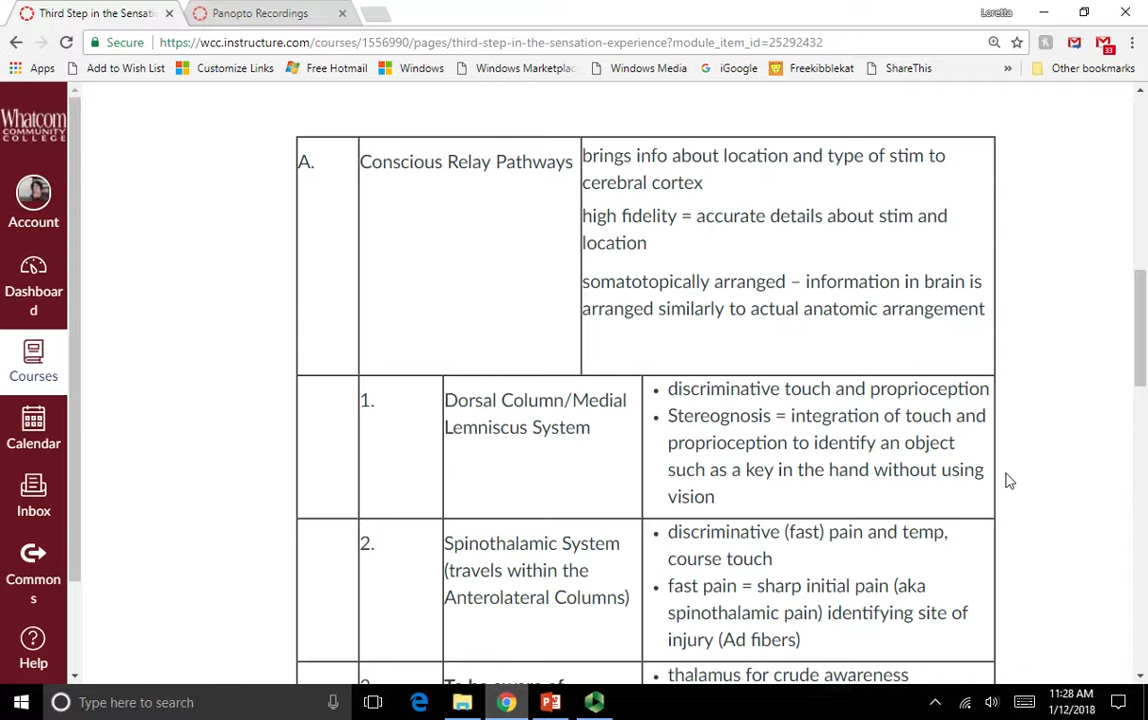 Third Step in the Sensati
Panopto Recordings
Loretta
Secure
https://wcc.instructure.com/courses/1556990/pages/third-step-in-the-sensation-experience?module_item_id=25292432
33
Apps
Add to Wish List
Customize Links
Free Hotmail
Windows
Windows Marketplac
Windows Media
iGoogle
Freekibblekat
ShareThis
»
Other bookmarks
Whatcom
COMMUNITY
COLLEGE
Account
Dashboar
d
Courses
Calendar
Inbox
Common
s
Help
A.
Conscious Relay Pathways
brings info about location and type of stim to
cerebral cortex
high fidelity = accurate details about stim and
location
somatotopically arranged – information in brain is
arranged similarly to actual anatomic arrangement
1.
Dorsal Column/Medial
Lemniscus System
• discriminative touch and proprioception
• Stereognosis = integration of touch and
proprioception to identify an object
such as a key in the hand without using
vision
2.
Spinothalamic System
(travels within the
Anterolateral Columns)
• discriminative (fast) pain and temp,
course touch
• fast pain = sharp initial pain (aka
spinothalamic pain) identifying site of
injury (Ad fibers)
3.
To be aware of
• thalamus for crude awareness
Type here to search
11:28 AM
1/12/2018